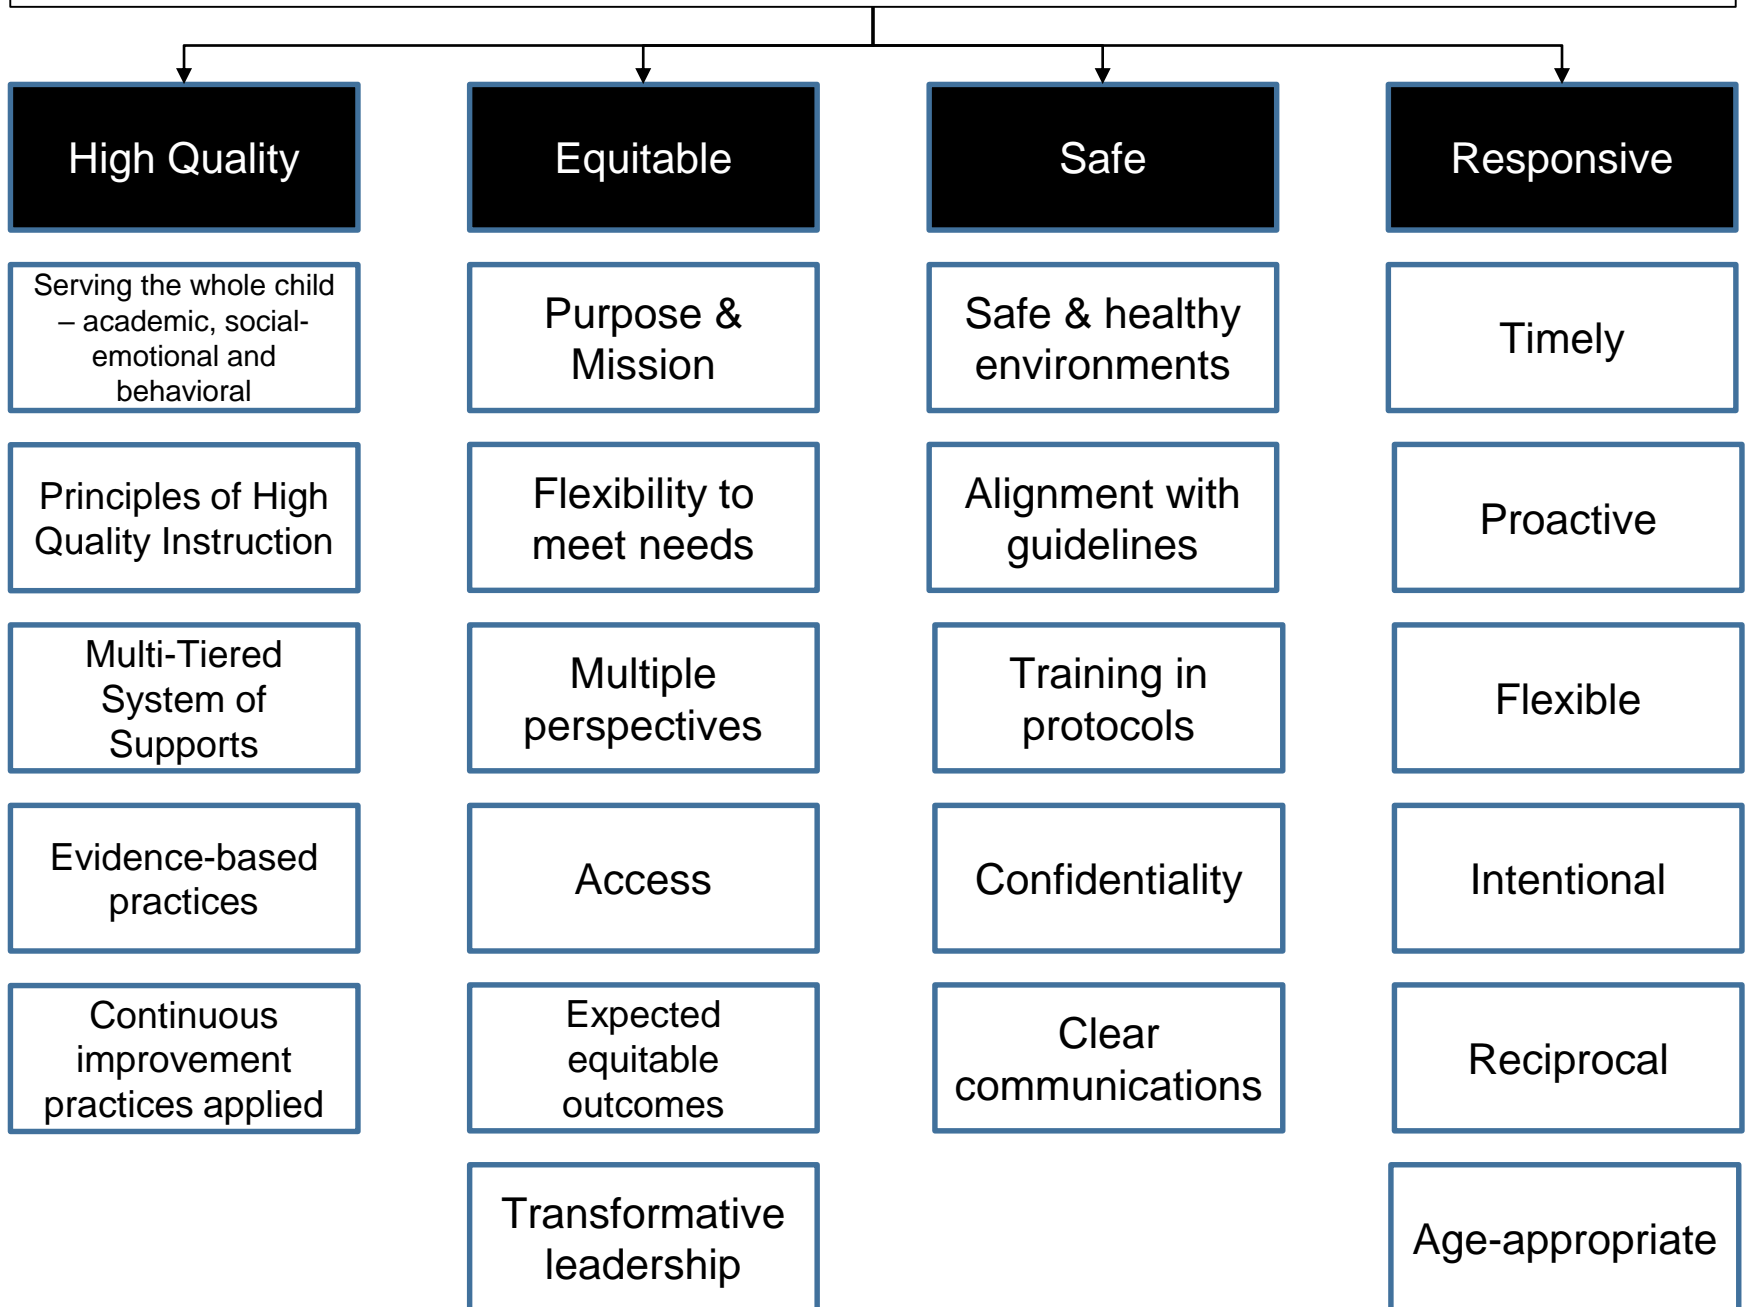 High Quality
Equitable
Safe
Responsive
Serving the whole child
– academic, social-
emotional and
behavioral
Purpose &
Mission
Safe & healthy
environments
Timely
Principles of High
Quality Instruction
Flexibility to
meet needs
Alignment with
guidelines
Proactive
Multi-Tiered
System of
Supports
Multiple
perspectives
Training in
protocols
Flexible
Evidence-based
practices
Access
Confidentiality
Intentional
Continuous
improvement
practices applied
Expected
equitable
outcomes
Clear
communications
Reciprocal
Transformative
leadership
Age-appropriate